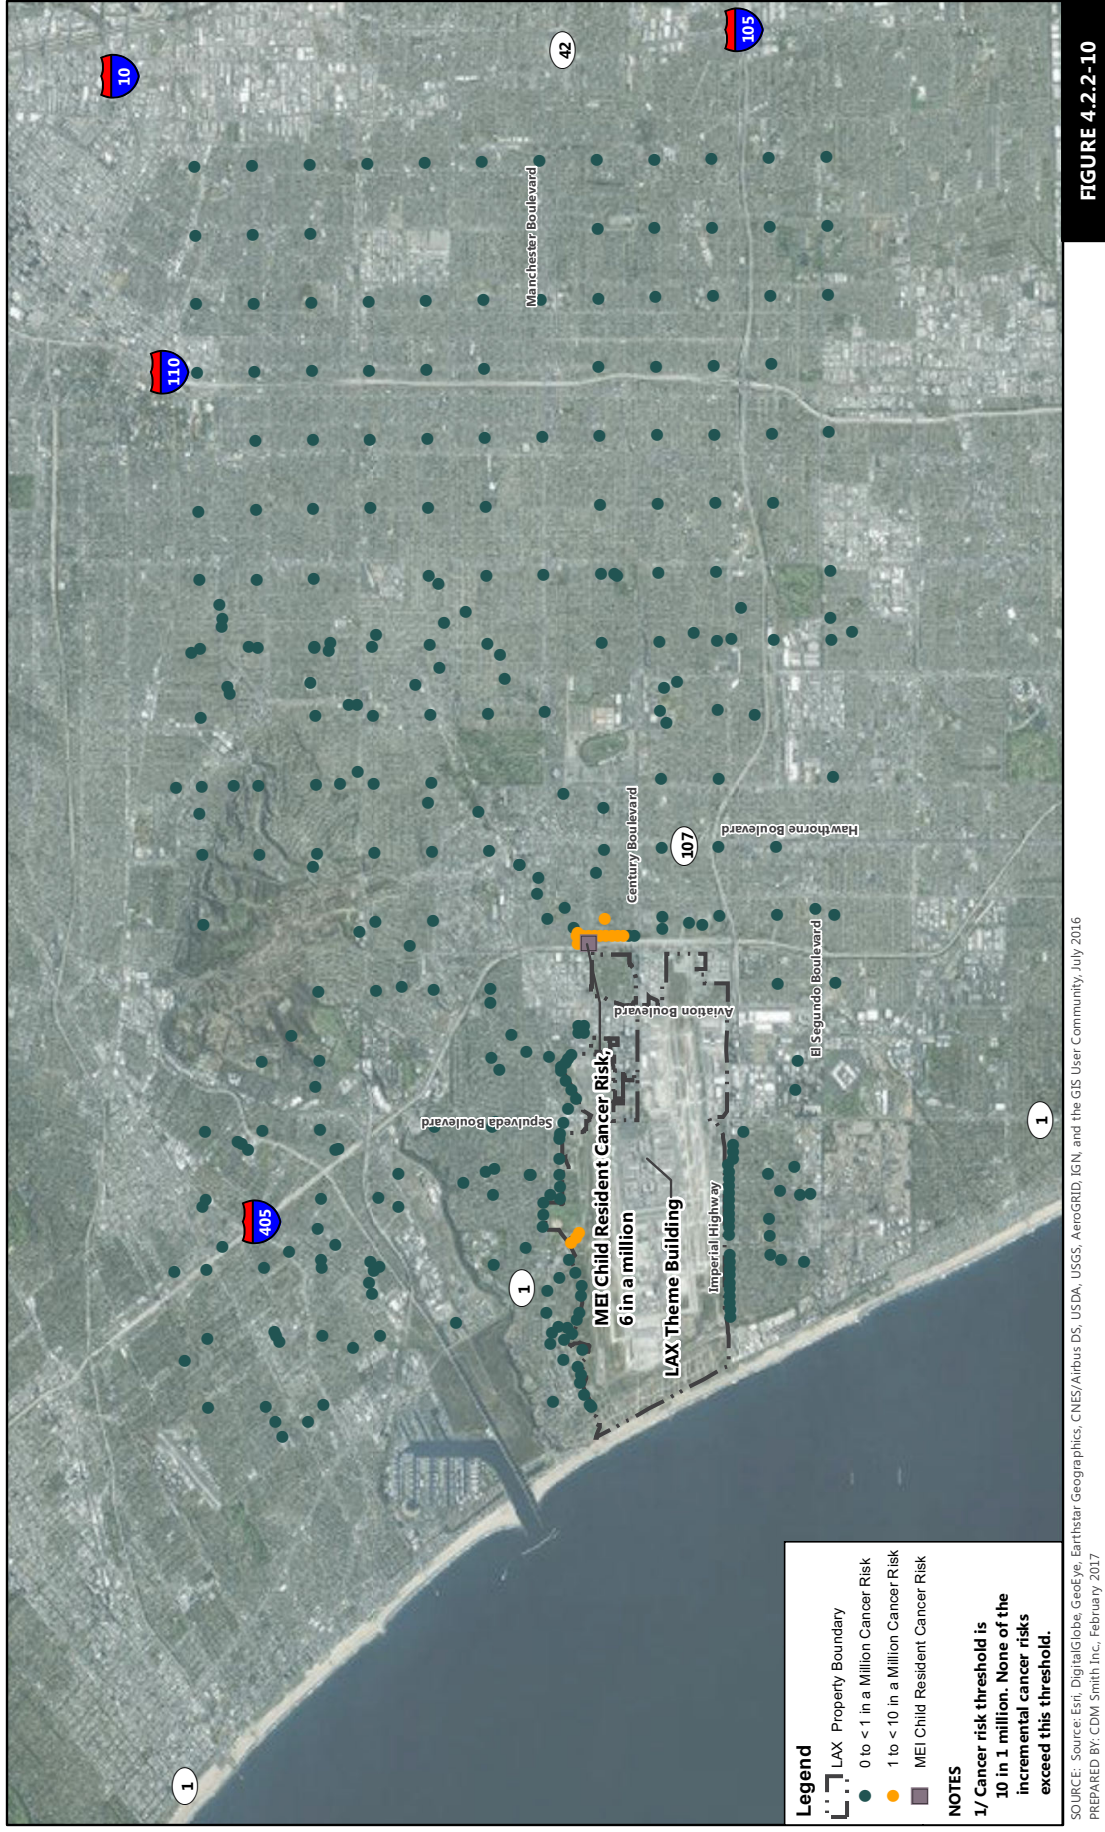 10
42
105
110
405
1
1
1
107
Manchester Boulevard
Century Boulevard
Hawthorne Boulevard
Aviation Boulevard
El Segundo Boulevard
Sepulveda Boulevard
Imperial Highway
MEI Child Resident Cancer Risk,
6 in a million
LAX Theme Building
Legend
LAX Property Boundary
0 to < 1 in a Million Cancer Risk
1 to < 10 in a Million Cancer Risk
MEI Child Resident Cancer Risk
NOTES
1/ Cancer risk threshold is
10 in 1 million. None of the
incremental cancer risks
exceed this threshold.
SOURCE: Source: Esri, DigitalGlobe, GeoEye, Earthstar Geographics, CNES/Airbus DS, USDA, USGS, AeroGRID, IGN, and the GIS User Community, July 2016
PREPARED BY: CDM Smith Inc., February 2017
FIGURE 4.2.2-10